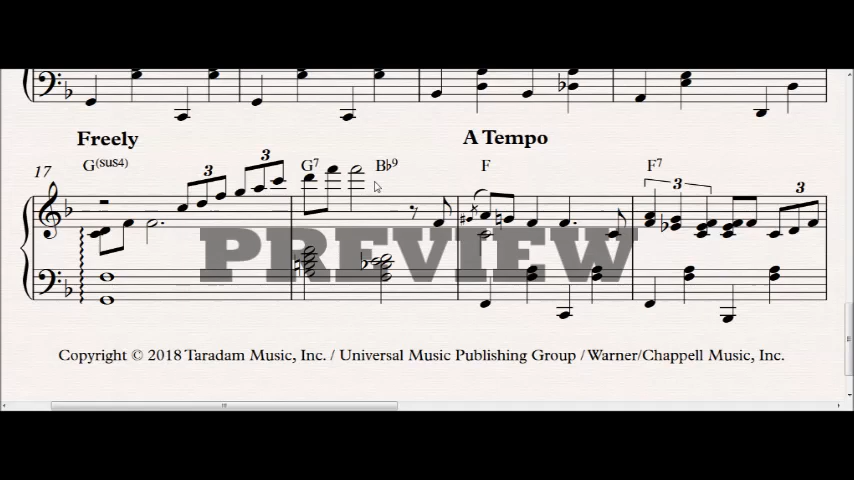 Freely
A Tempo
17 G(sus4) 3 3 G7 B♭9 F F7 3 3
PREVIEW
Copyright © 2018 Taradam Music, Inc. / Universal Music Publishing Group / Warner/Chappell Music, Inc.